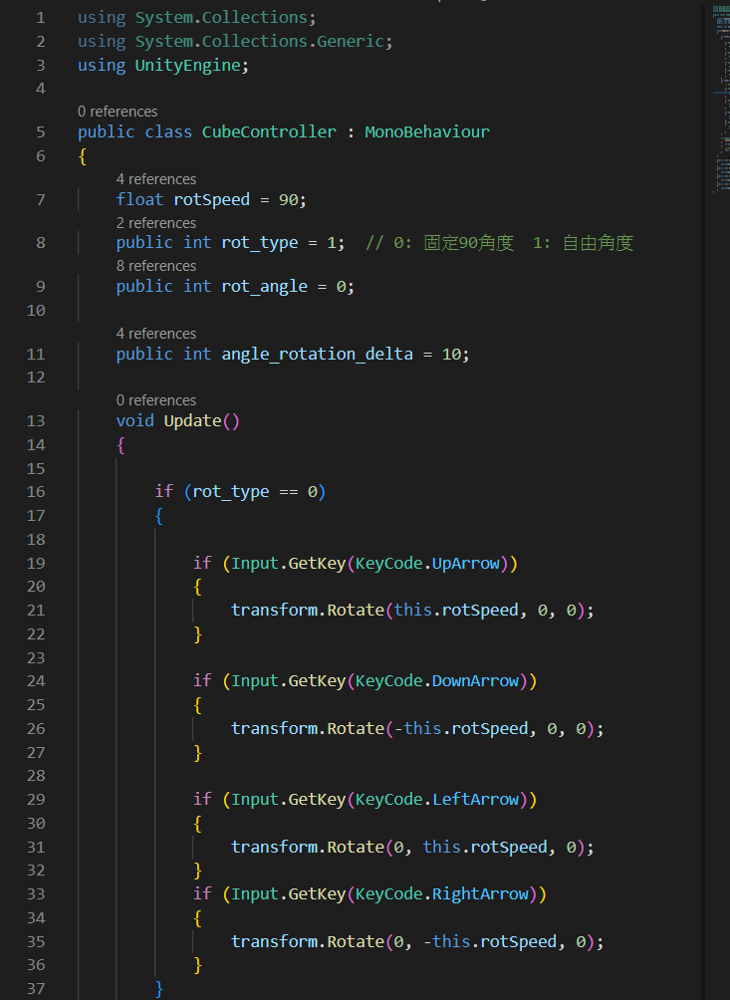 1 using System.Collections;
2 using System.Collections.Generic;
3 using UnityEngine;
4
0 references
5 public class CubeController : MonoBehaviour
6 {
4 references
7 float rotSpeed = 90;
2 references
8 public int rot_type = 1;  // 0: 固定90角度  1: 自由角度
8 references
9 public int rot_angle = 0;
10
4 references
11 public int angle_rotation_delta = 10;
12
0 references
13 void Update()
14 {
15
16 if (rot_type == 0)
17 {
18
19 if (Input.GetKey(KeyCode.UpArrow))
20 {
21 transform.Rotate(this.rotSpeed, 0, 0);
22 }
23
24 if (Input.GetKey(KeyCode.DownArrow))
25 {
26 transform.Rotate(-this.rotSpeed, 0, 0);
27 }
28
29 if (Input.GetKey(KeyCode.LeftArrow))
30 {
31 transform.Rotate(0, this.rotSpeed, 0);
32 }
33 if (Input.GetKey(KeyCode.RightArrow))
34 {
35 transform.Rotate(0, -this.rotSpeed, 0);
36 }
37 }